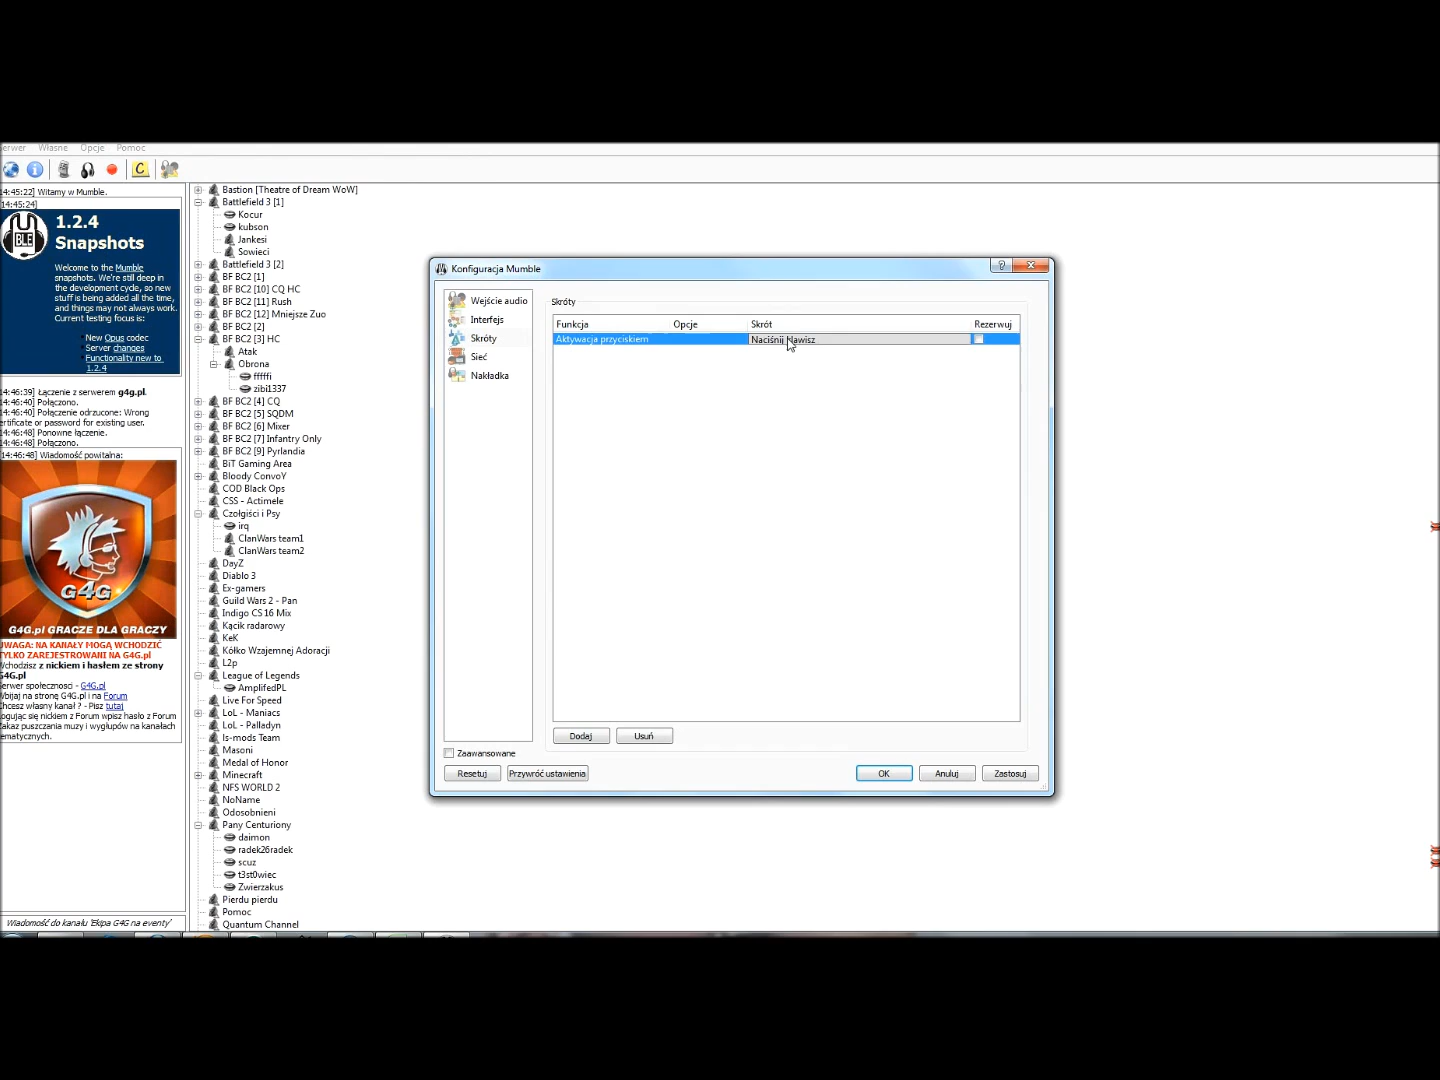 erwer Własne Opcje Pomoc
14:45:22] Witamy w Mumble.
14:45:24]
1.2.4
Snapshots
Welcome to the Mumble
snapshots. We're still deep in
the development cycle, so new
stuff is being added all the time,
and things may not always work.
Current testing focus is:
New Opus codec
Server changes
Functionality new to
1.2.4
14:46:39] Łączenie z serwerem g4g.pl.
14:46:40] Połączono.
14:46:40] Połączenie odrzucone: Wrong
ertificate or password for existing user.
14:46:48] Ponowne łączenie.
14:46:48] Połączono.
14:46:48] Wiadomość powitalna:
G4G
G4G.pl GRACZE DLA GRACZY
UWAGA: NA KANAŁY MOGĄ WCHODZIĆ
TYLKO ZAREJESTROWANI NA G4G.pl
Wchodzisz z nickiem i hasłem ze strony
G4G.pl
Serwer społeczności - G4G.pl
Wbijaj na stronę G4G.pl i na Forum
Chcesz własny kanał ? - Pisz tutaj
ogując się nickiem z Forum wpisz hasło z Forum
Zakaz puszczania muzy i wygłupów na kanałach
ematycznych.
Wiadomość do kanału 'Ekipa G4G na eventy'
Bastion [Theatre of Dream WoW]
Battlefield 3 [1]
Kocur
kubson
Jankesi
Sowieci
Battlefield 3 [2]
BF BC2 [1]
BF BC2 [10] CQ HC
BF BC2 [11] Rush
BF BC2 [12] Mniejsze Zuo
BF BC2 [2]
BF BC2 [3] HC
Atak
Obrona
ffffffi
zibi1337
BF BC2 [4] CQ
BF BC2 [5] SQDM
BF BC2 [6] Mixer
BF BC2 [7] Infantry Only
BF BC2 [9] Pyrlandia
BiT Gaming Area
Bloody ConvoY
COD Black Ops
CSS - Actimele
Czołgiści i Psy
irq
ClanWars team1
ClanWars team2
DayZ
Diablo 3
Ex-gamers
Guild Wars 2 - Pan
Indigo CS 16 Mix
Kącik radarowy
KeK
Kółko Wzajemnej Adoracji
L2p
League of Legends
AmplifedPL
Live For Speed
LoL - Maniacs
LoL - Palladyn
ls-mods Team
Masoni
Medal of Honor
Minecraft
NFS WORLD 2
NoName
Odosobnieni
Pany Centuriony
daimon
radek26radek
scuz
t3st0wiec
Zwierzakus
Pierdu pierdu
Pomoc
Quantum Channel
Konfiguracja Mumble
Wejście audio
Interfejs
Skróty
Sieć
Nakładka
Skróty
Funkcja Opcje Skrót Rezerwuj
Aktywacja przyciskiem Naciśnij klawisz
Dodaj Usuń
Zaawansowane
Resetuj Przywróć ustawienia OK Anuluj Zastosuj